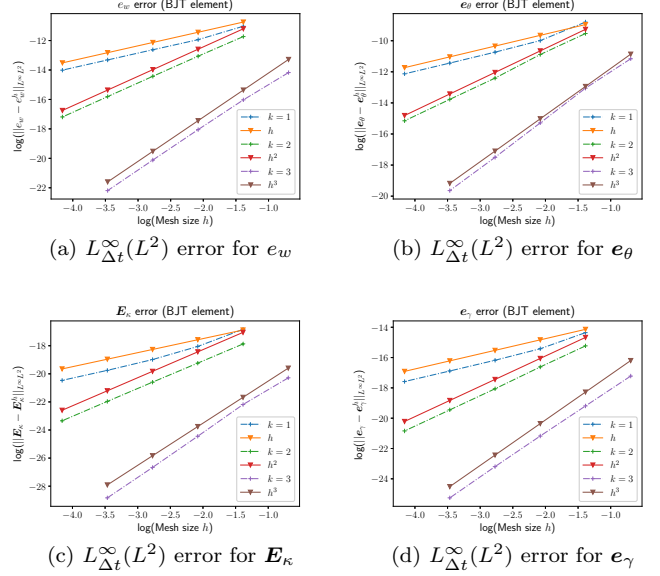 e_w error (BJT element)
log(||e_w − e_w^h||_{L^∞ L^2})
−12
−14
−16
−18
−20
−22
k = 1
h
k = 2
h^2
k = 3
h^3
−4.0 −3.5 −3.0 −2.5 −2.0 −1.5 −1.0
log(Mesh size h)
(a) L^∞_{Δt}(L^2) error for e_w
e_θ error (BJT element)
log(||e_θ − e_θ^h||_{L^∞ L^2})
−10
−12
−14
−16
−18
−20
k = 1
h
k = 2
h^2
k = 3
h^3
−4.0 −3.5 −3.0 −2.5 −2.0 −1.5 −1.0
log(Mesh size h)
(b) L^∞_{Δt}(L^2) error for e_θ
E_κ error (BJT element)
log(||E_κ − E_κ^h||_{L^∞ L^2})
−18
−20
−22
−24
−26
−28
k = 1
h
k = 2
h^2
k = 3
h^3
−4.0 −3.5 −3.0 −2.5 −2.0 −1.5 −1.0
log(Mesh size h)
(c) L^∞_{Δt}(L^2) error for E_κ
e_γ error (BJT element)
log(||e_γ − e_γ^h||_{L^∞ L^2})
−14
−16
−18
−20
−22
−24
k = 1
h
k = 2
h^2
k = 3
h^3
−4.0 −3.5 −3.0 −2.5 −2.0 −1.5 −1.0
log(Mesh size h)
(d) L^∞_{Δt}(L^2) error for e_γ